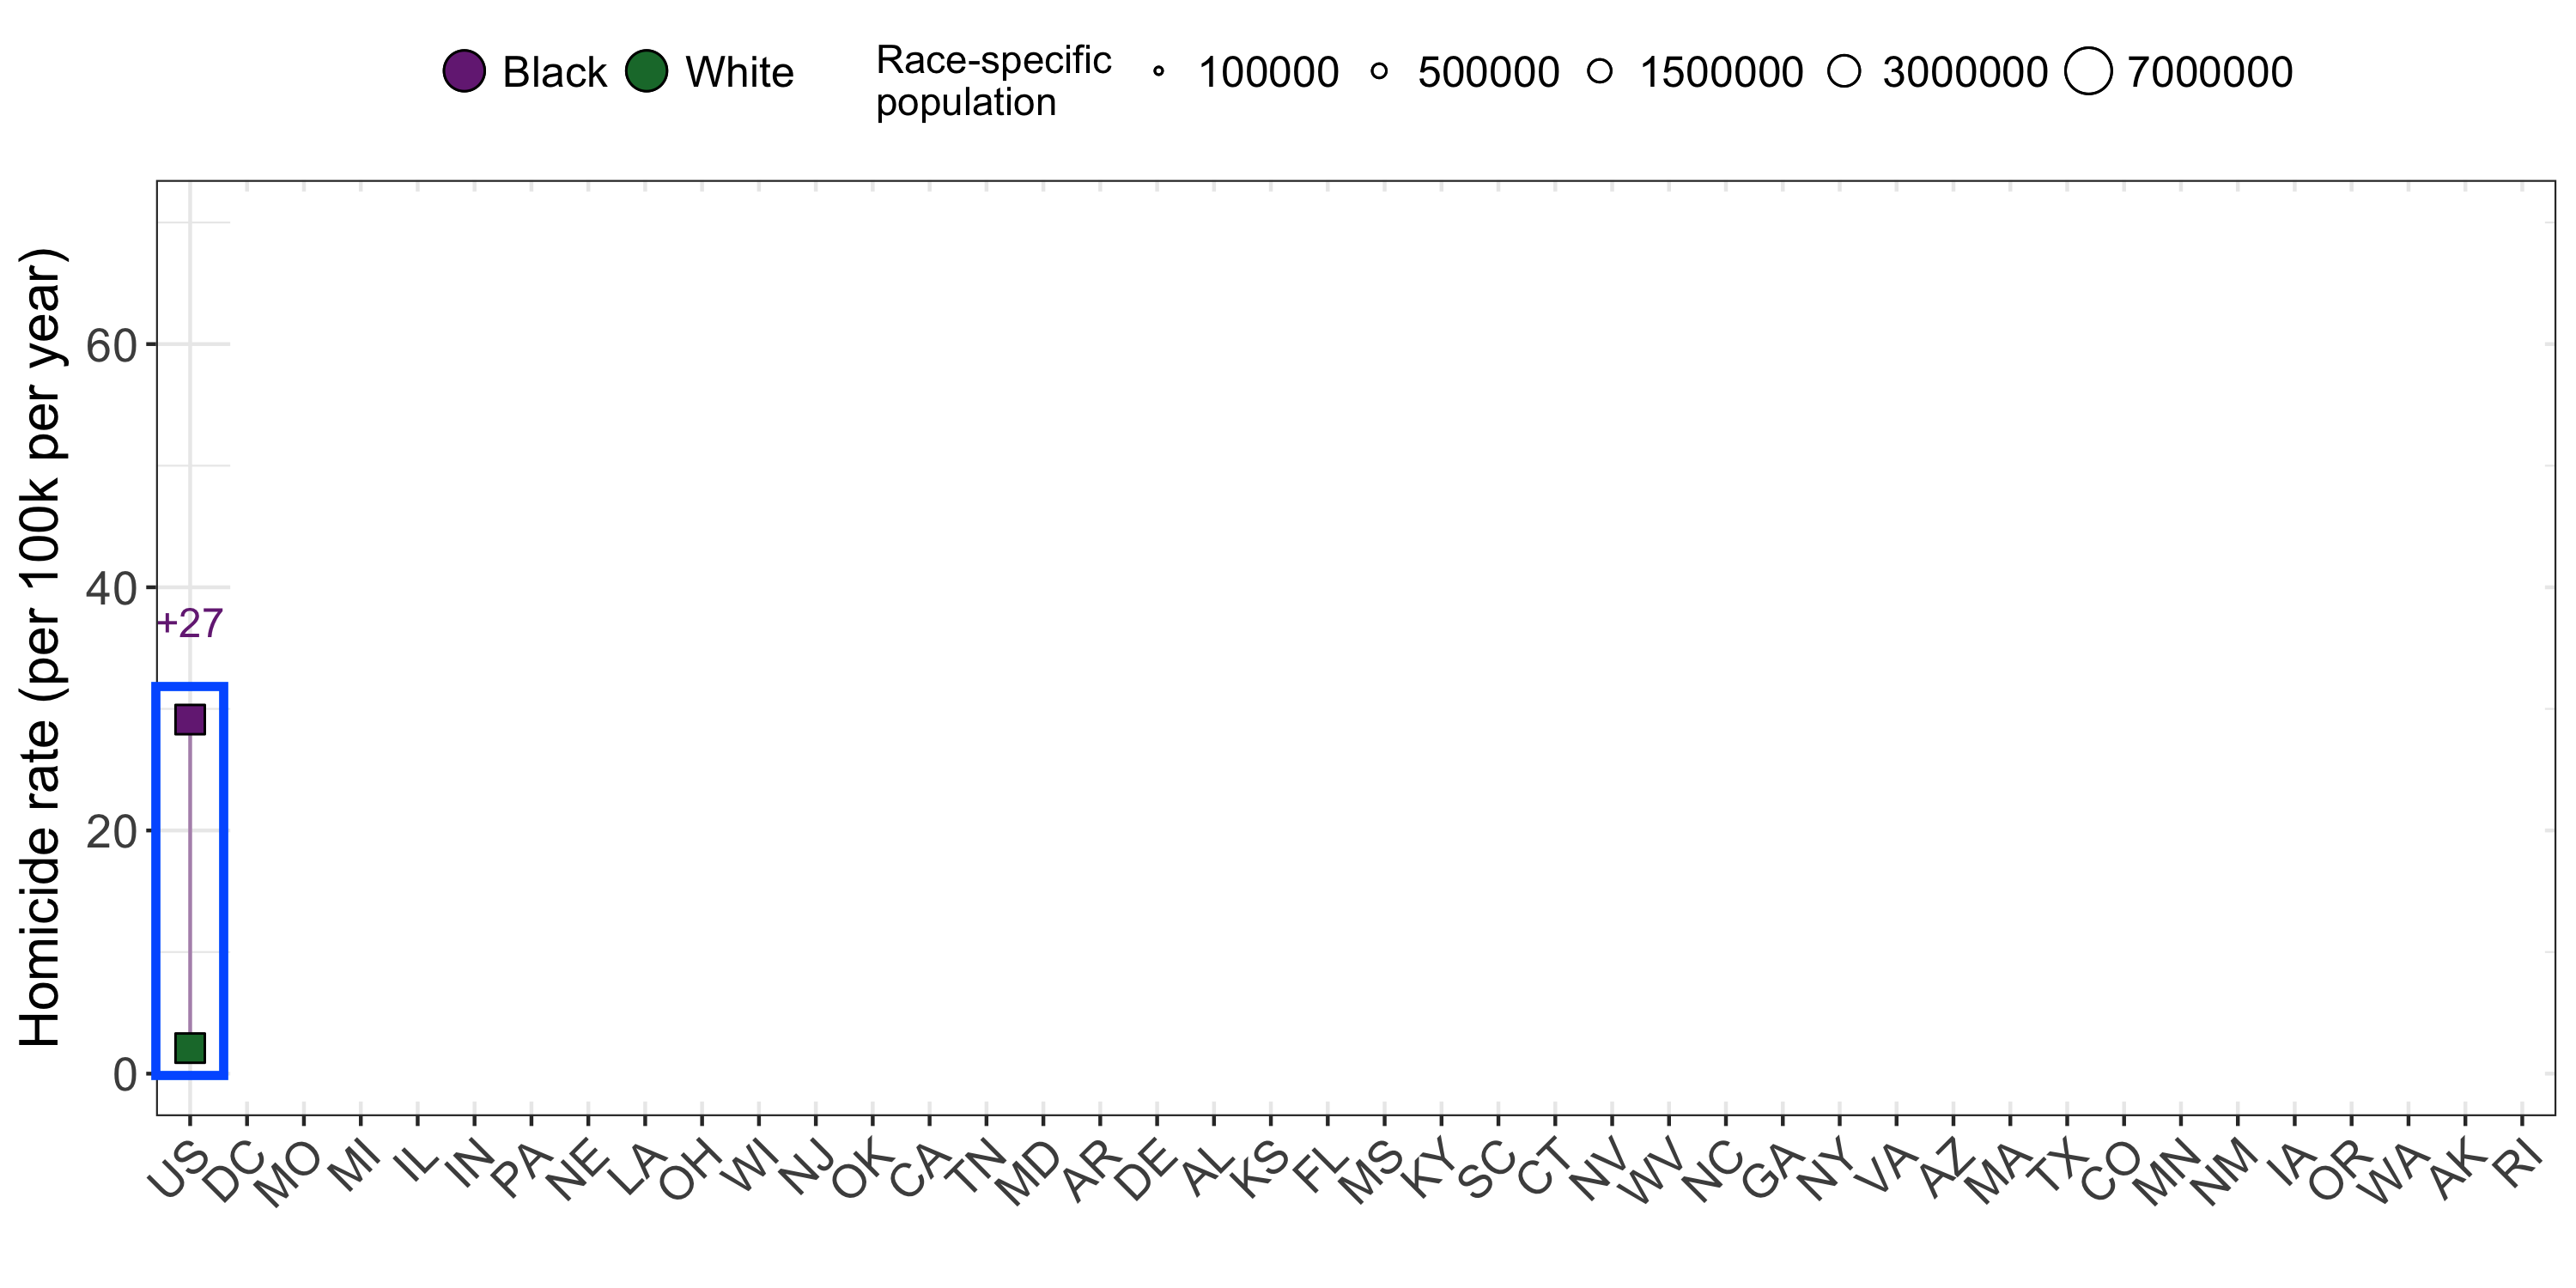 Black White Race-specific population 100000 500000 1500000 3000000 7000000
Homicide rate (per 100k per year)
60
40
+27
20
0
US DC MO MI IL IN PA NE LA OH WI NJ OK CA TN MD AR DE AL KS FL MS KY SC CT NV WV NC GA NY VA AZ MA TX CO MN NM IA OR WA AK RI